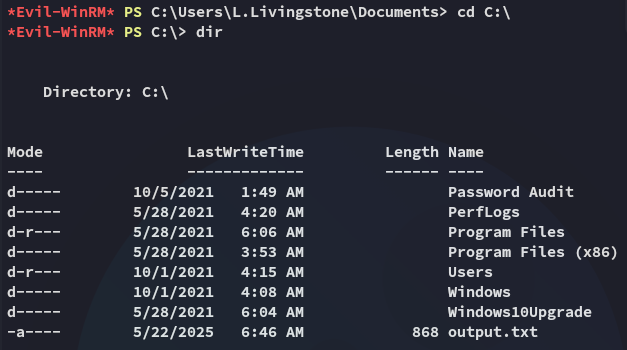 *Evil-WinRM* PS C:\Users\L.Livingstone\Documents> cd C:\
*Evil-WinRM* PS C:\> dir
Directory: C:\
Mode LastWriteTime Length Name
---- ------------- ------ ----
d----- 10/5/2021 1:49 AM Password Audit
d----- 5/28/2021 4:20 AM PerfLogs
d-r--- 5/28/2021 6:06 AM Program Files
d----- 5/28/2021 3:53 AM Program Files (x86)
d-r--- 10/1/2021 4:15 AM Users
d----- 10/1/2021 4:08 AM Windows
d----- 5/28/2021 6:04 AM Windows10Upgrade
-a---- 5/22/2025 6:46 AM 868 output.txt